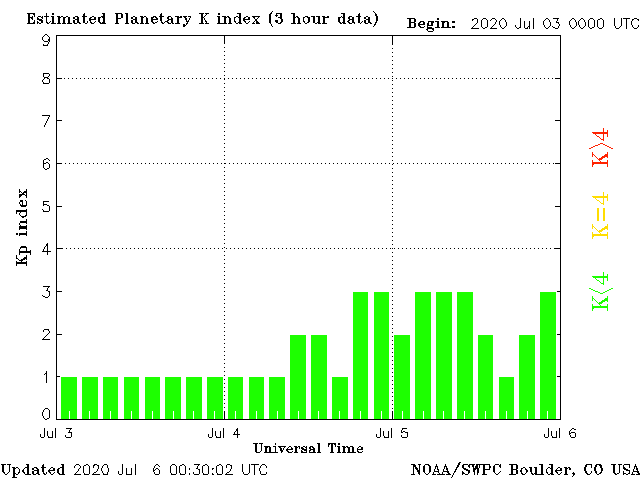 Estimated Planetary K index (3 hour data)
Begin: 2020 Jul 03 0000 UTC
9
8
7
6
5
4
3
2
1
0
Kp index
Jul 3
Jul 4
Jul 5
Jul 6
Universal Time
K>4
K=4
K<4
Updated 2020 Jul 6 00:30:02 UTC
NOAA/SWPC Boulder, CO USA